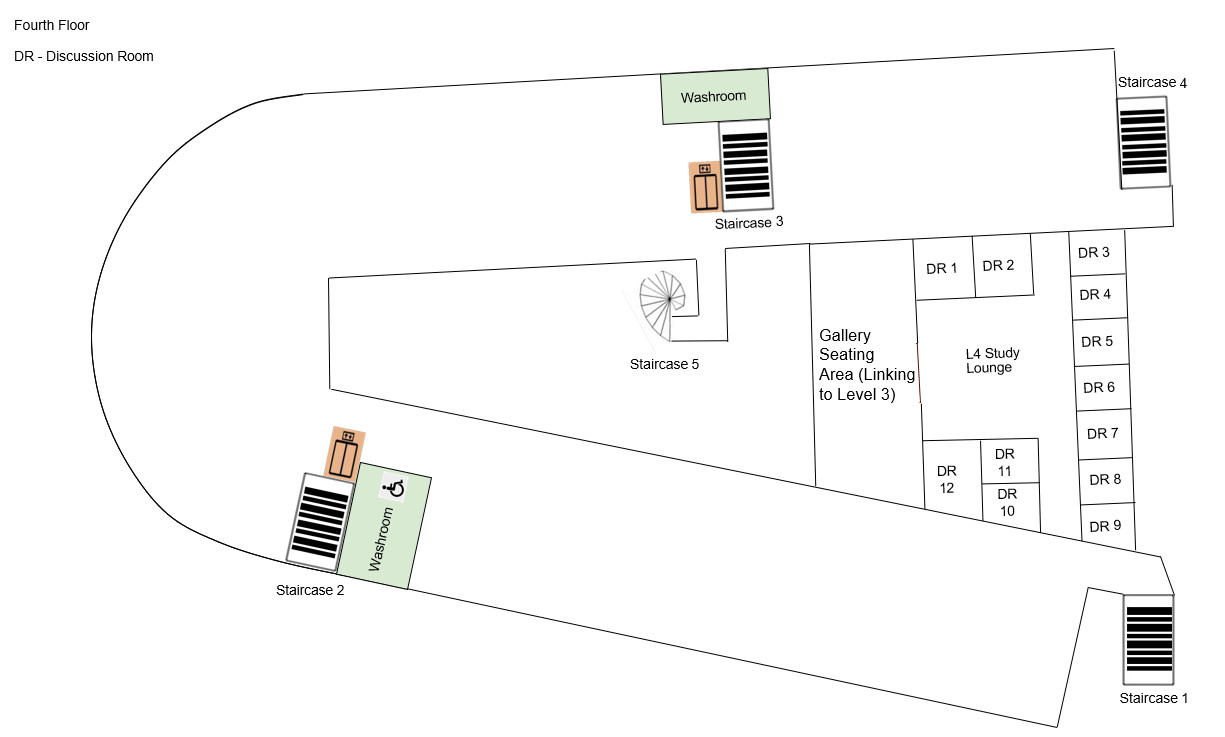 Fourth Floor
DR - Discussion Room
Staircase 4
Washroom
Staircase 3
DR 1
DR 2
DR 3
DR 4
DR 5
DR 6
DR 7
DR 8
DR 9
Gallery
Seating
Area (Linking
to Level 3)
L4 Study
Lounge
Staircase 5
DR
12
DR
11
DR
10
Washroom
Staircase 2
Staircase 1